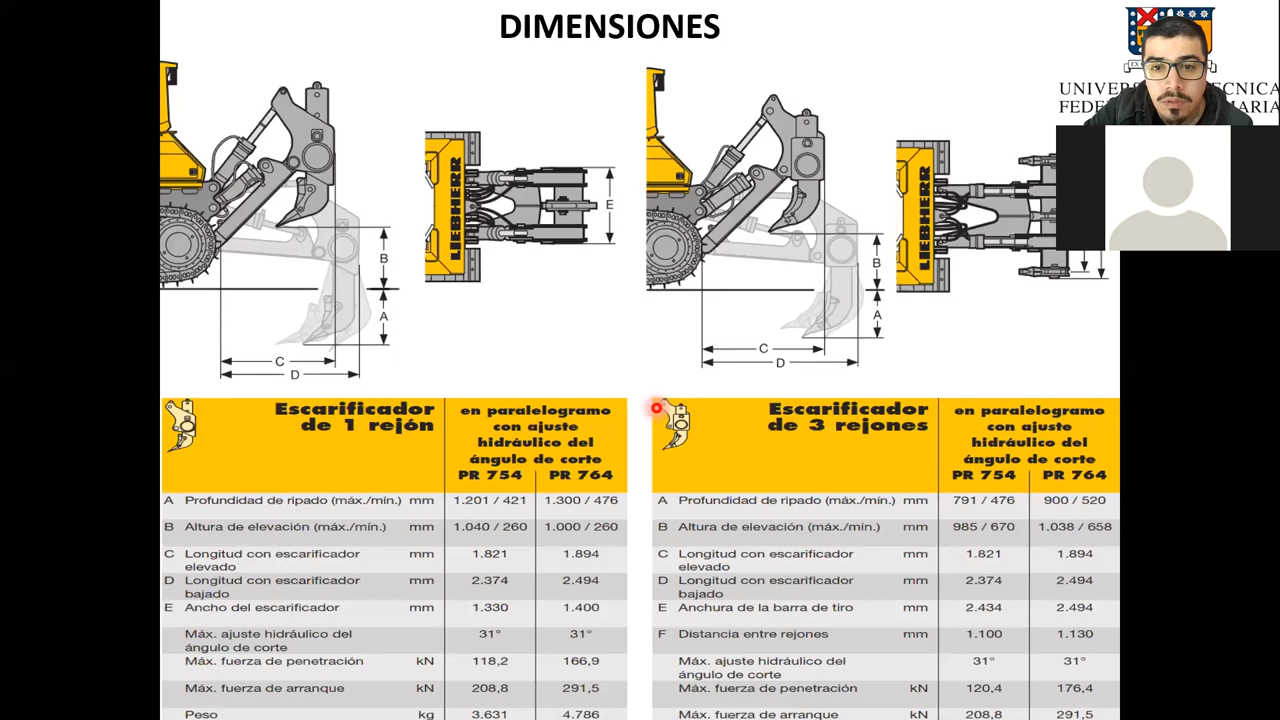 DIMENSIONES
UNIVER
ECNICA
FEDE
MARIA
LIEBHERR
E
B
A
C
D
LIEBHERR
B
A
C
D
Escarificador
de 1 rejón
en paralelogramo
con ajuste
hidráulico del
ángulo de corte
PR 754 PR 764
A Profundidad de ripado (máx./mín.) mm 1.201 / 421 1.300 / 476
B Altura de elevación (máx./mín.) mm 1.040 / 260 1.000 / 260
C Longitud con escarificador mm 1.821 1.894
elevado
D Longitud con escarificador mm 2.374 2.494
bajado
E Ancho del escarificador mm 1.330 1.400
Máx. ajuste hidráulico del 31° 31°
ángulo de corte
Máx. fuerza de penetración kN 118,2 166,9
Máx. fuerza de arranque kN 208,8 291,5
Peso kg 3.631 4.786
Escarificador
de 3 rejones
en paralelogramo
con ajuste
hidráulico del
ángulo de corte
PR 754 PR 764
A Profundidad de ripado (máx./mín.) mm 791 / 476 900 / 520
B Altura de elevación (máx./mín.) mm 985 / 670 1.038 / 658
C Longitud con escarificador mm 1.821 1.894
elevado
D Longitud con escarificador mm 2.374 2.494
bajado
E Anchura de la barra de tiro mm 2.434 2.494
F Distancia entre rejones mm 1.100 1.130
Máx. ajuste hidráulico del 31° 31°
ángulo de corte
Máx. fuerza de penetración kN 120,4 176,4
Máx. fuerza de arranque kN 208,8 291,5